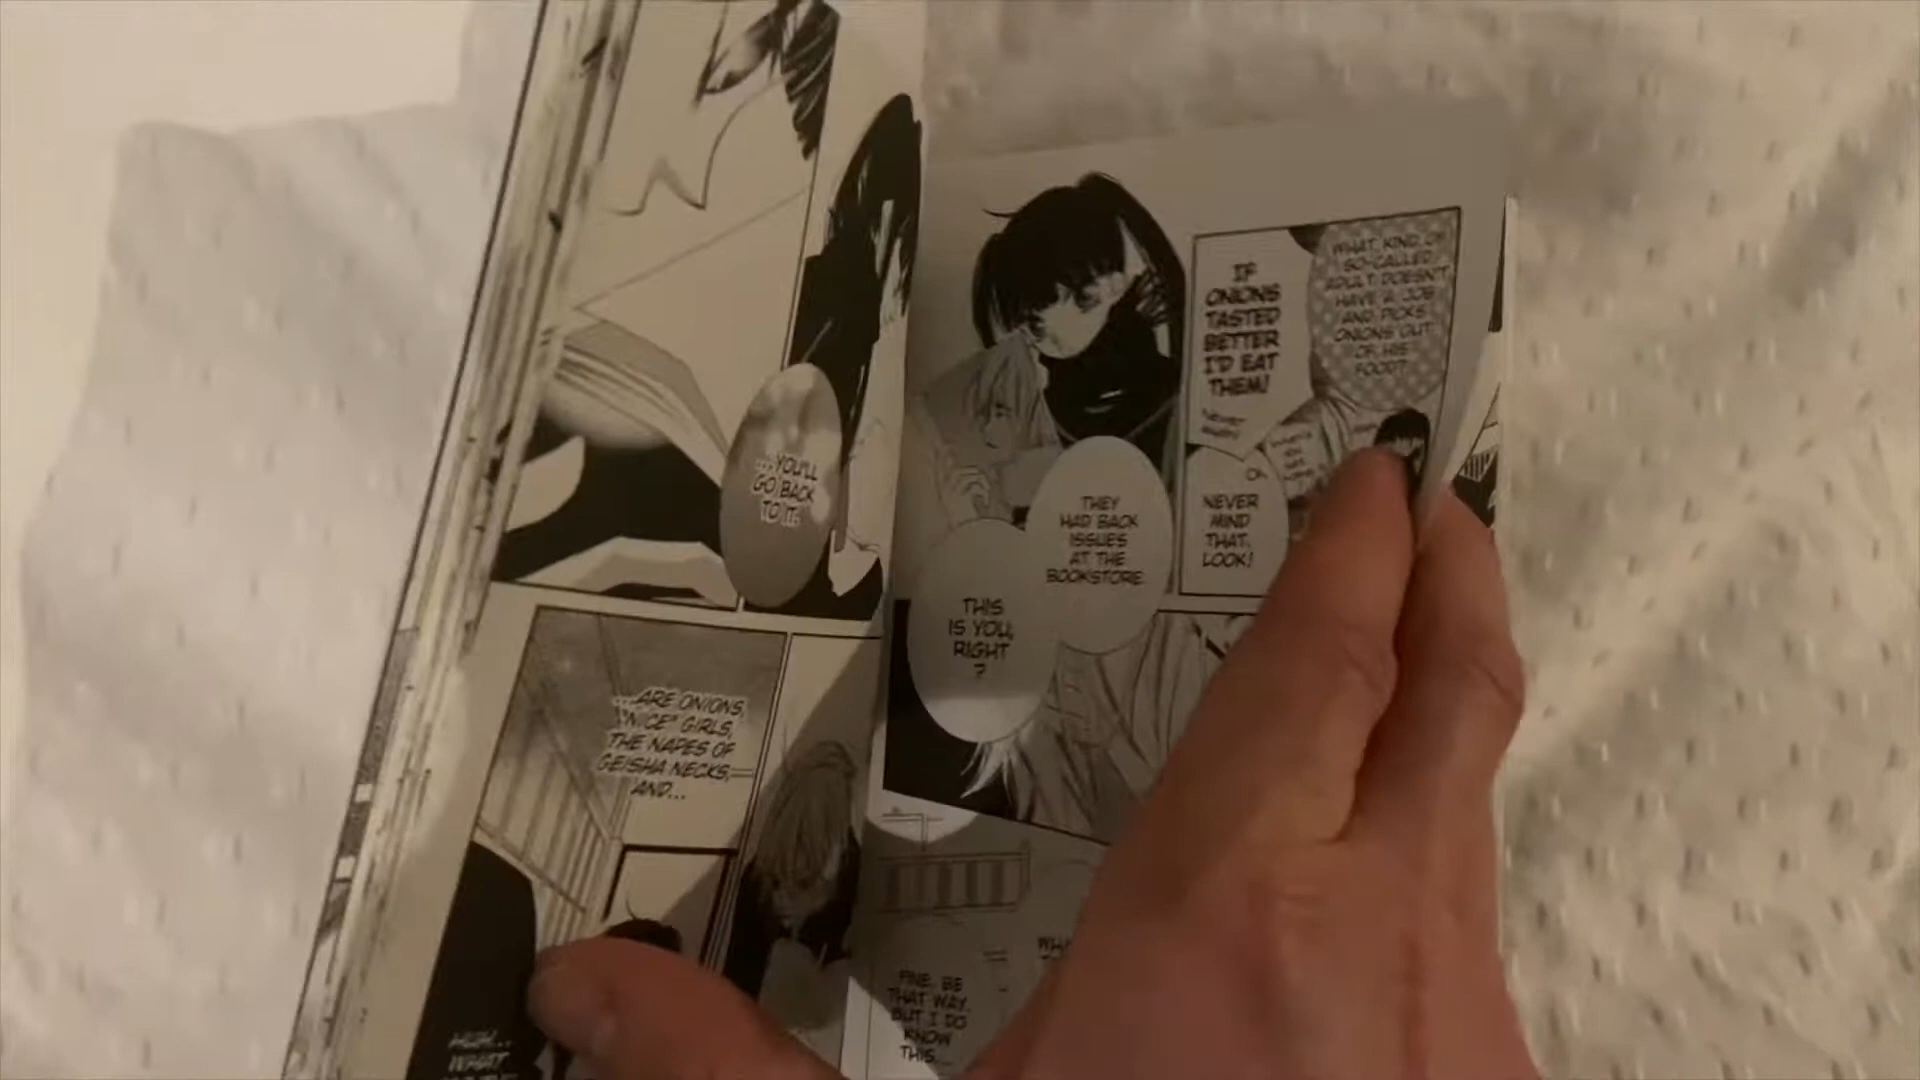 WHAT KIND OF
SO-CALLED
ADULT DOESN'T
HAVE A JOB
AND PICKS
ONIONS OUT
OF HIS
FOOD?
IF
ONIONS
TASTED
BETTER
I'D EAT
THEM!
NEVER
MIND
THAT,
LOOK!
THEY
HAD BACK
ISSUES
AT THE
BOOKSTORE.
THIS
IS YOU,
RIGHT
?
FINE. BE
THAT WAY.
BUT I DO
KNOW
THIS...
...YOU'LL
GO BACK
TO IT.
...ARE ONIONS,
"NICE" GIRLS,
THE NAPES OF
GEISHA NECKS,—
AND...
WHAT